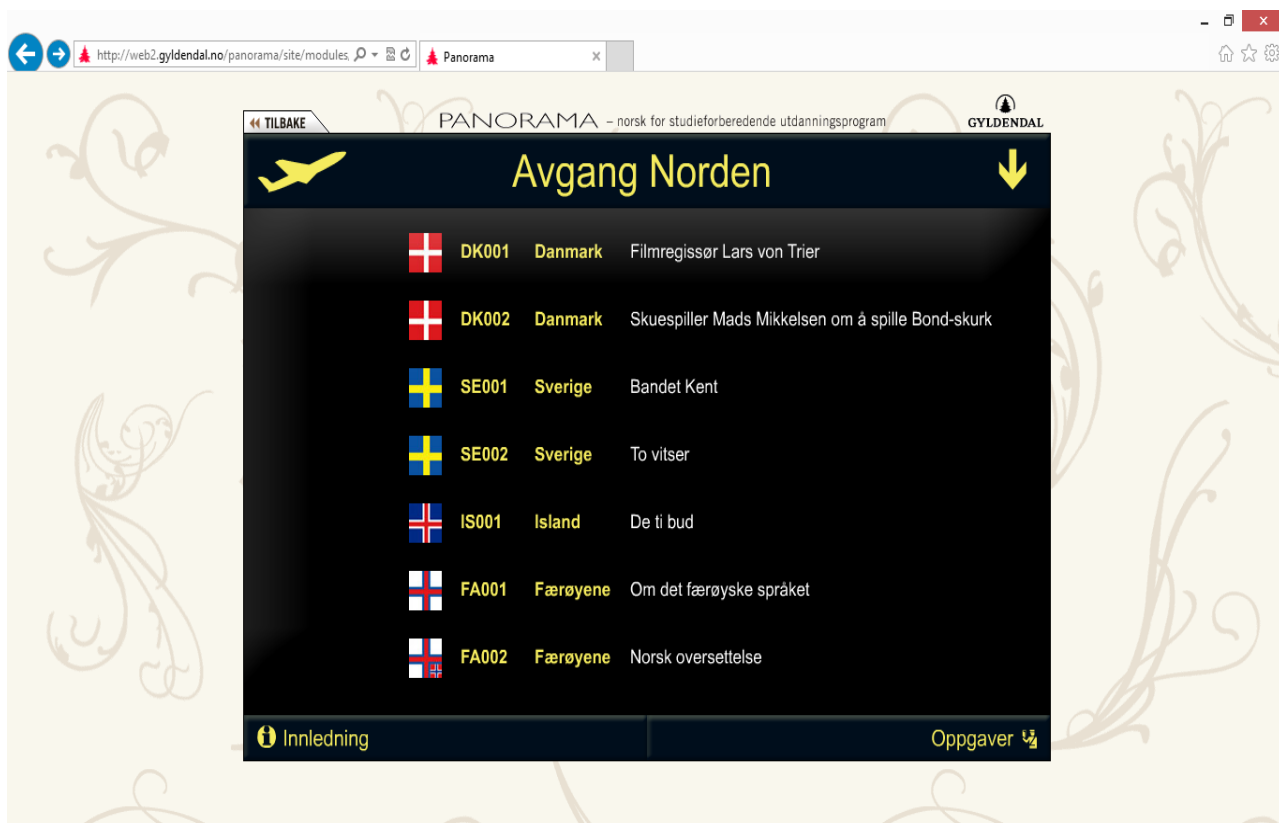 http://web2.gyldendal.no/panorama/site/modules, Panorama
TILBAKE PANORAMA – norsk for studieforberedende utdanningsprogram GYLDENDAL
Avgang Norden
DK001 Danmark Filmregissør Lars von Trier
DK002 Danmark Skuespiller Mads Mikkelsen om å spille Bond-skurk
SE001 Sverige Bandet Kent
SE002 Sverige To vitser
IS001 Island De ti bud
FA001 Færøyene Om det færøyske språket
FA002 Færøyene Norsk oversettelse
Innledning Oppgaver